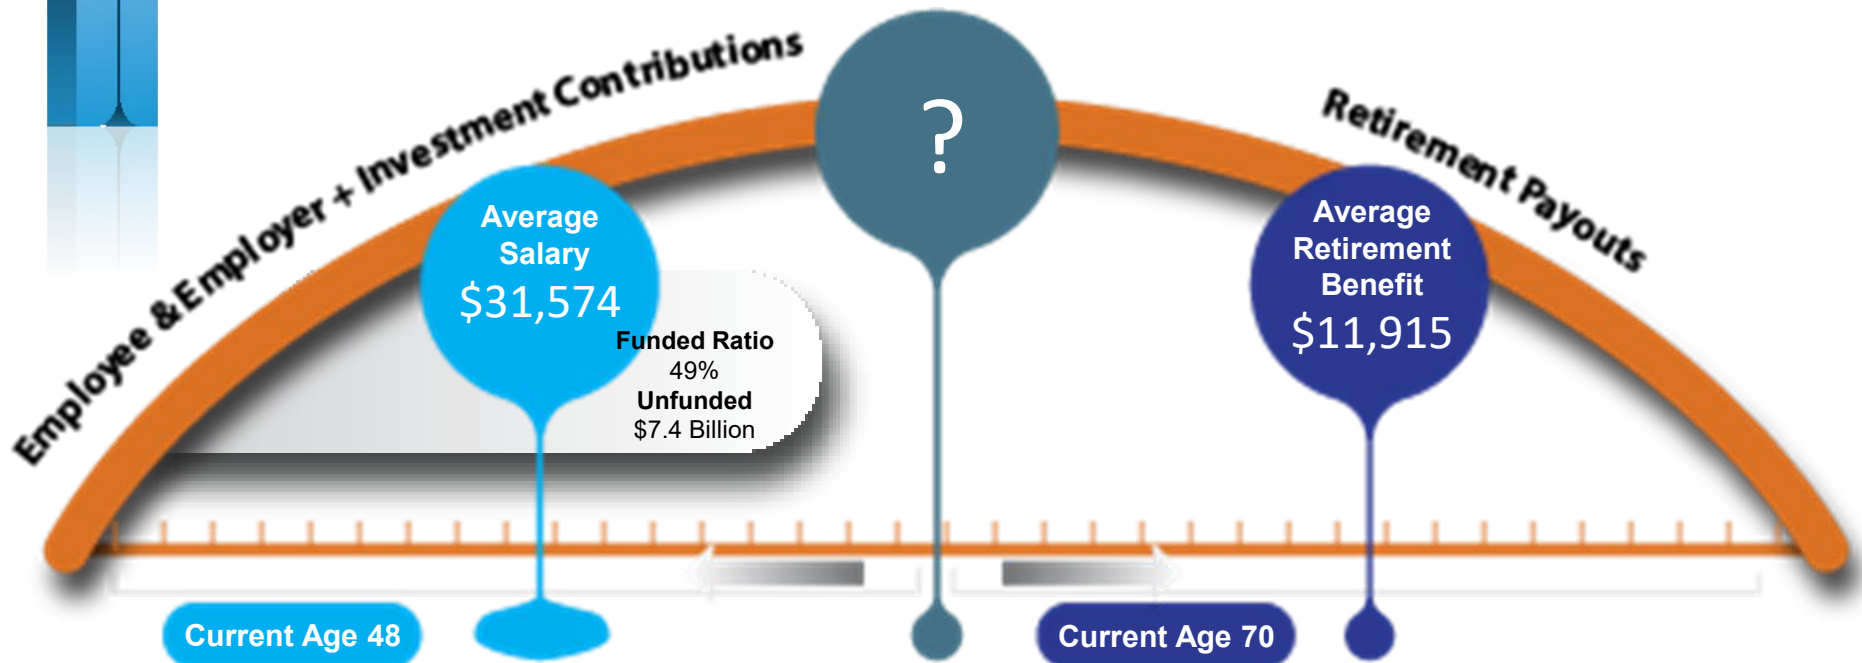 Employee & Employer + Investment Contributions
Retirement Payouts
?
Average
Salary
$31,574
Funded Ratio
49%
Unfunded
$7.4 Billion
Average
Retirement
Benefit
$11,915
Current Age 48
Current Age 70